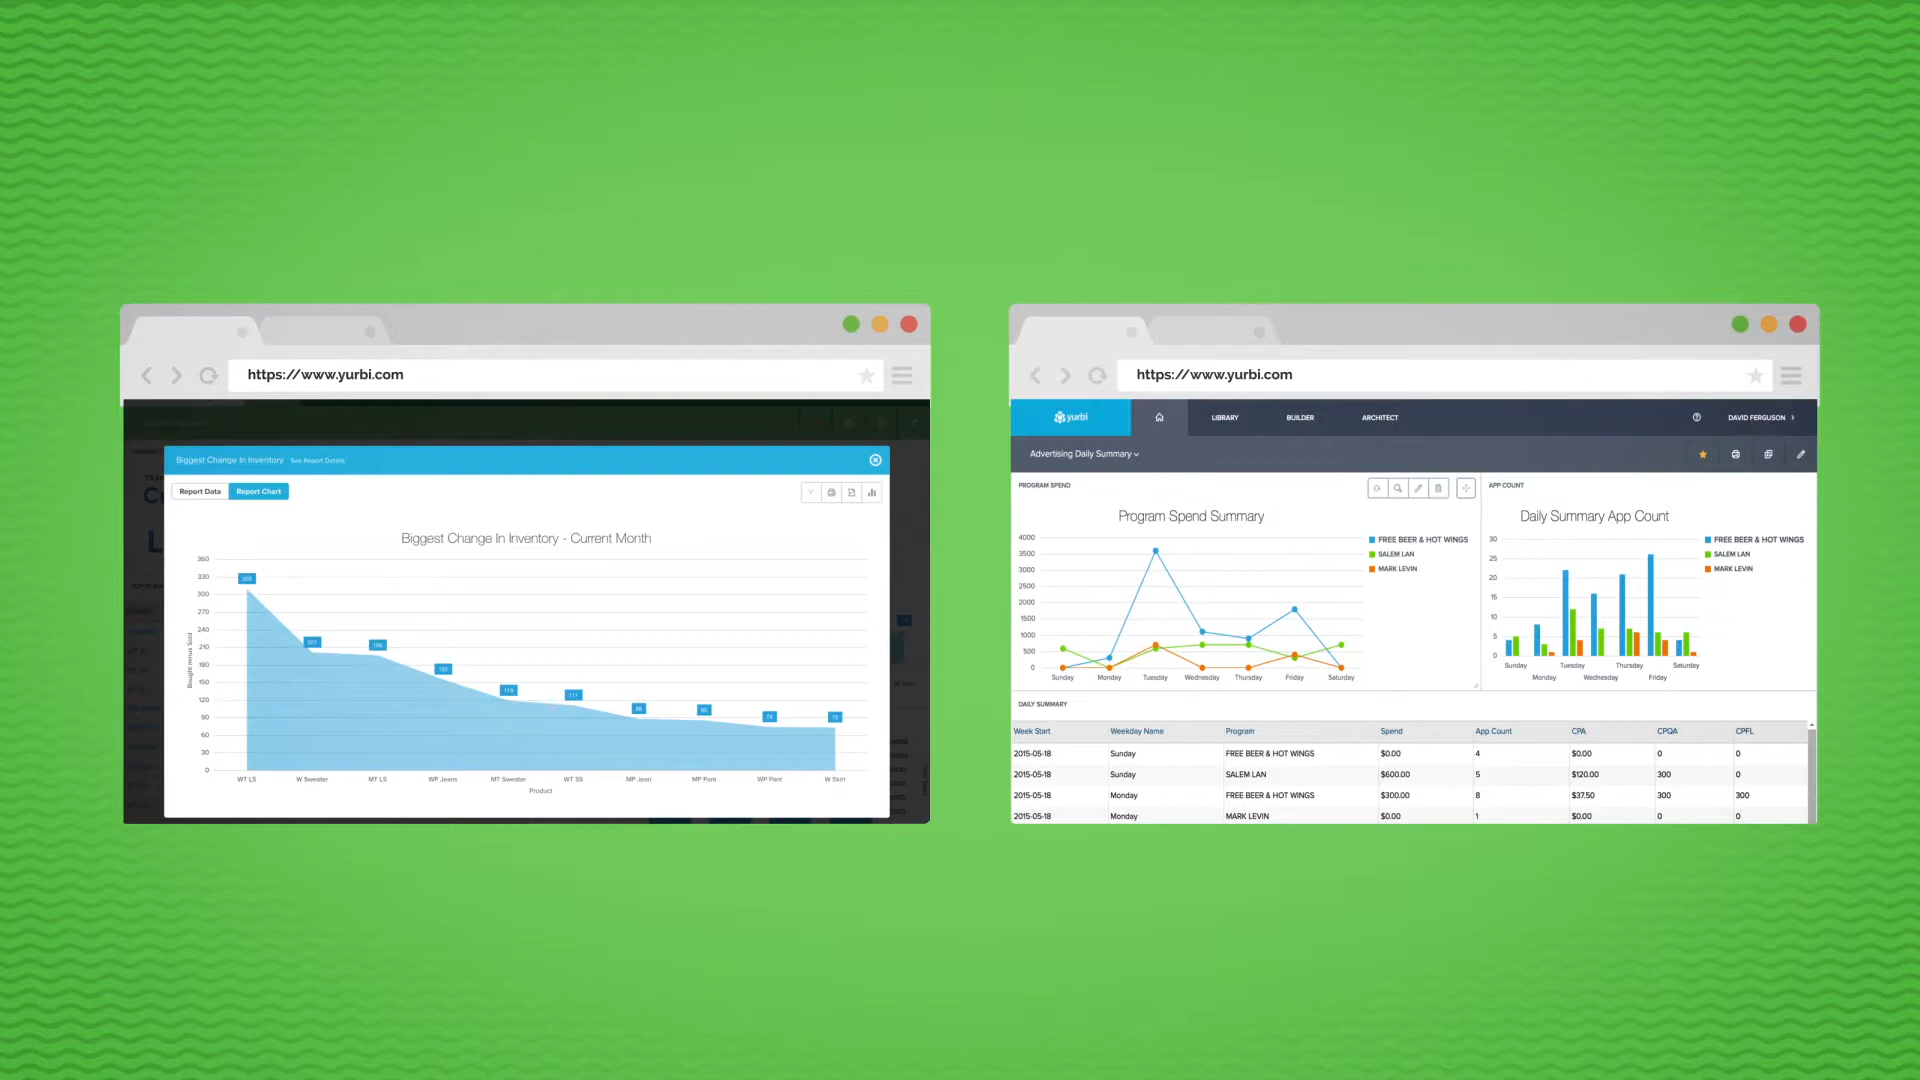 https://www.yurbi.com
Biggest Change In Inventory See Report Details
Report Data Report Chart
Biggest Change In Inventory - Current Month
360
330
300
270
240
210
180
150
120
90
60
30
0
Bought minus Sold
201
196
119
111
74
WT LS W Sweater MT LS WP Jeans MT Sweater WT SS MP Jean MP Pant WP Pant W Skirt
Product
https://www.yurbi.com
yurbi LIBRARY BUILDER ARCHITECT DAVID FERGUSON
Advertising Daily Summary
PROGRAM SPEND
Program Spend Summary
4000
3500
3000
2500
2000
1500
1000
500
0
Sunday Monday Tuesday Wednesday Thursday Friday Saturday
FREE BEER & HOT WINGS
SALEM LAN
MARK LEVIN
APP COUNT
Daily Summary App Count
30
25
20
15
10
5
0
Sunday Tuesday Thursday Saturday
Monday Wednesday Friday
FREE BEER & HOT WINGS
SALEM LAN
MARK LEVIN
DAILY SUMMARY
Week Start Weekday Name Program Spend App Count CPA CPQA CPFL
2015-05-18 Sunday FREE BEER & HOT WINGS $0.00 4 $0.00 0 0
2015-05-18 Sunday SALEM LAN $600.00 5 $120.00 300 0
2015-05-18 Monday FREE BEER & HOT WINGS $300.00 8 $37.50 300 300
2015-05-18 Monday MARK LEVIN $0.00 1 $0.00 0 0